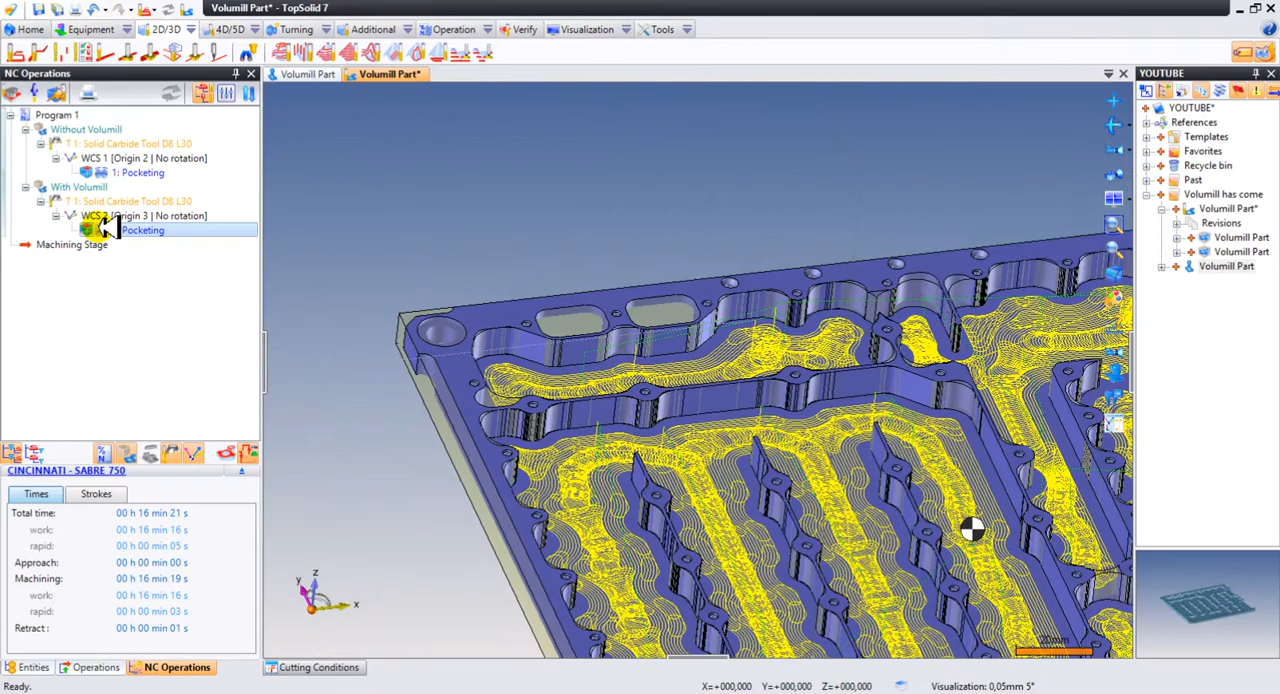 Volumill Part* - TopSolid 7
Home Equipment 2D/3D 4D/5D Turning Additional Operation Verify Visualization Tools
NC Operations
Volumill Part Volumill Part*
YOUTUBE
Program 1
Without Volumill
T 1: Solid Carbide Tool D8 L30
WCS 1 [Origin 2 | No rotation]
1: Pocketing
With Volumill
T 1: Solid Carbide Tool D8 L30
WCS 2 [Origin 3 | No rotation]
Pocketing
Machining Stage
YOUTUBE*
References
Templates
Favorites
Recycle bin
Past
Volumill has come
Volumill Part*
Revisions
Volumill Part
Volumill Part
Volumill Part
CINCINNATI - SABRE 750
Times Strokes
Total time: 00 h 16 min 21 s
work: 00 h 16 min 16 s
rapid: 00 h 00 min 05 s
Approach: 00 h 00 min 00 s
Machining: 00 h 16 min 19 s
work: 00 h 16 min 16 s
rapid: 00 h 00 min 03 s
Retract : 00 h 00 min 01 s
z
y
x
20mm
Entities Operations NC Operations
Cutting Conditions
Ready.
X=+000,000 Y=+000,000 Z=+000,000 Visualization: 0,05mm 5°